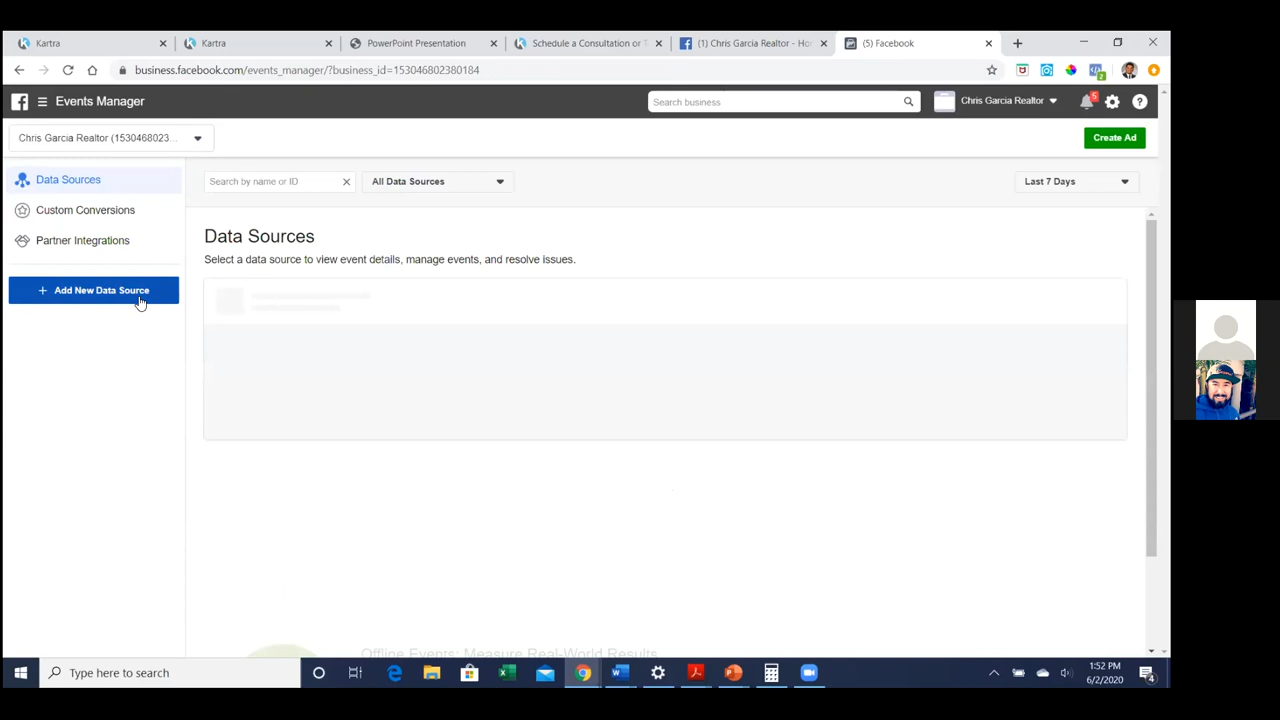 Kartra
Kartra
PowerPoint Presentation
Schedule a Consultation or T
(1) Chris Garcia Realtor - Ho
(5) Facebook
business.facebook.com/events_manager/?business_id=153046802380184
2
Events Manager
Search business
Chris Garcia Realtor
5
Chris Garcia Realtor (1530468023...
Create Ad
Data Sources
Search by name or ID
All Data Sources
Last 7 Days
Custom Conversions
Partner Integrations
Data Sources
Select a data source to view event details, manage events, and resolve issues.
+ Add New Data Source
Offline Events: Measure Real-World Results
Type here to search
1:52 PM
6/2/2020
4